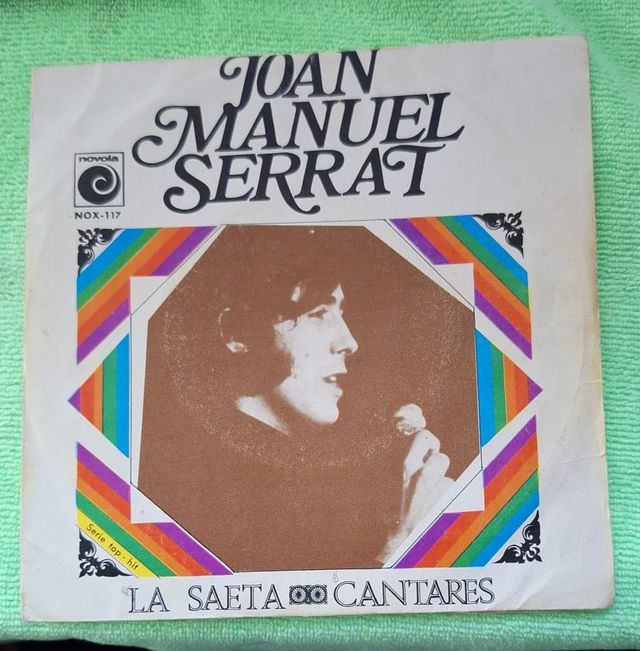 JOAN
MANUEL
SERRAT
novola
NOX-117
Serie top-hit
LA SAETA CANTARES